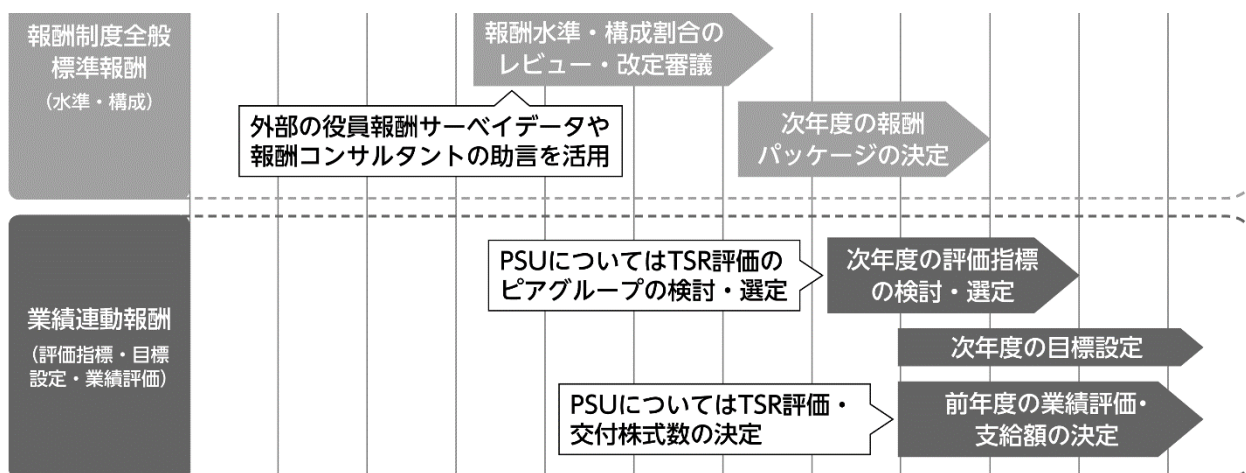 報酬制度全般
標準報酬
（水準・構成）
報酬水準・構成割合の
レビュー・改定審議
外部の役員報酬サーベイデータや
報酬コンサルタントの助言を活用
次年度の報酬
パッケージの決定
業績連動報酬
（評価指標・目標
設定・業績評価）
PSUについてはTSR評価の
ピアグループの検討・選定
次年度の評価指標
の検討・選定
次年度の目標設定
PSUについてはTSR評価・
交付株式数の決定
前年度の業績評価・
支給額の決定